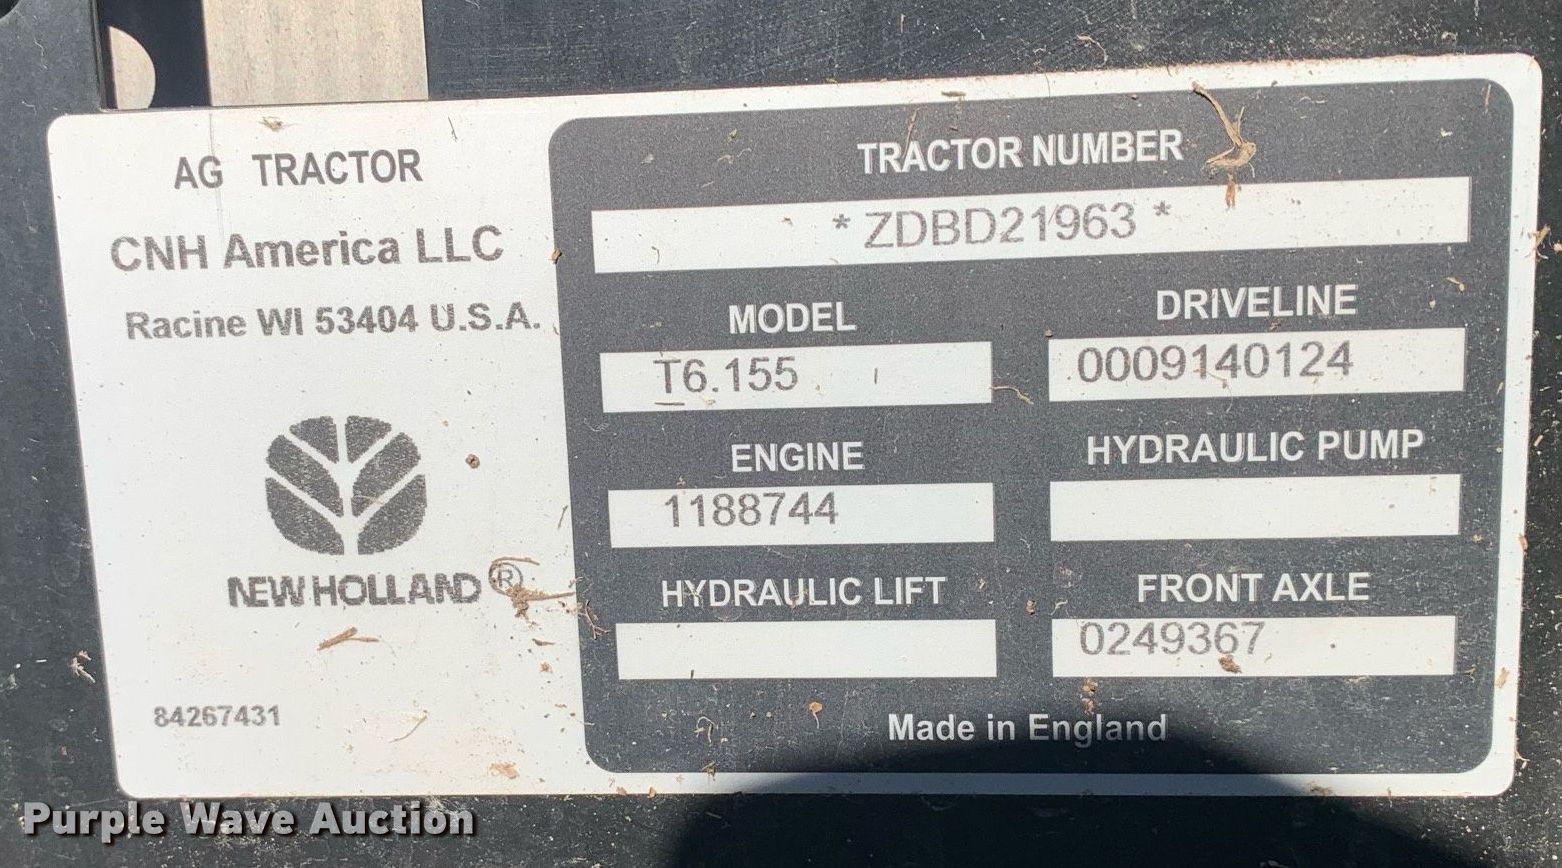 AG TRACTOR
CNH America LLC
Racine WI 53404 U.S.A.
NEW HOLLAND®
84267431
TRACTOR NUMBER
* ZDBD21963 *
MODEL
T6.155
DRIVELINE
0009140124
ENGINE
1188744
HYDRAULIC PUMP
HYDRAULIC LIFT
FRONT AXLE
0249367
Made in England
Purple Wave Auction